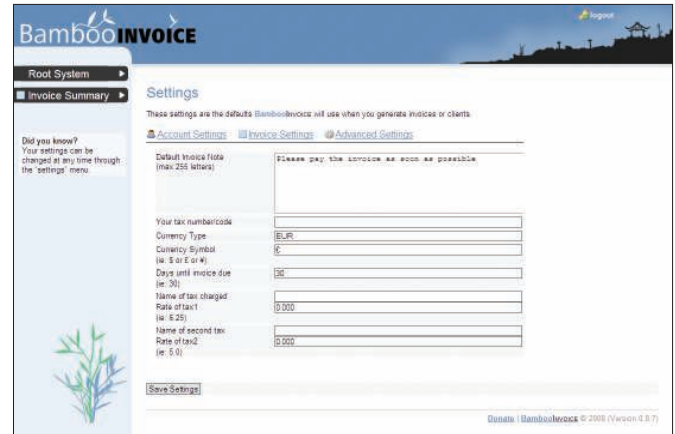 BambooINVOICE
logout
Root System
Invoice Summary
Settings
These settings are the defaults BambooInvoice will use when you generate invoices or clients
Account Settings Invoice Settings Advanced Settings
Did you know?
Your settings can be
changed at any time through
the 'settings' menu.
Default Invoice Note
(max 255 letters)
Please pay the invoice as soon as possible
Your tax number/code
Currency Type
EUR
Currency Symbol
(ie: $ or £ or #)
€
Days until invoice due
(ie: 30)
30
Name of tax charged
Rate of tax1
(ie: 6.25)
0.000
Name of second tax
Rate of tax2
(ie: 5.0)
0.000
Save Settings
Donate | BambooInvoice © 2008 (Version 0.8.7)